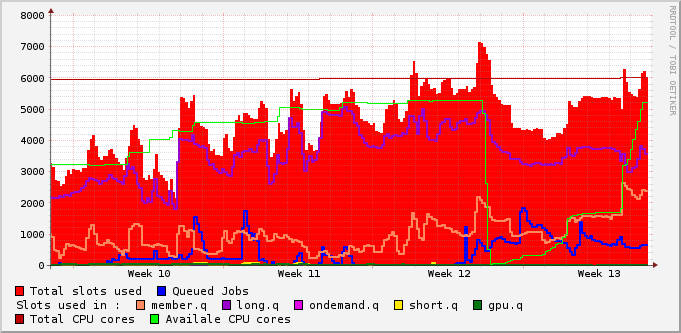 8000
7000
6000
5000
4000
3000
2000
1000
0
Week 10 Week 11 Week 12 Week 13
RRDTOOL / TOBI OETIKER
Total slots used Queued Jobs
Slots used in : member.q long.q ondemand.q short.q gpu.q
Total CPU cores Availale CPU cores